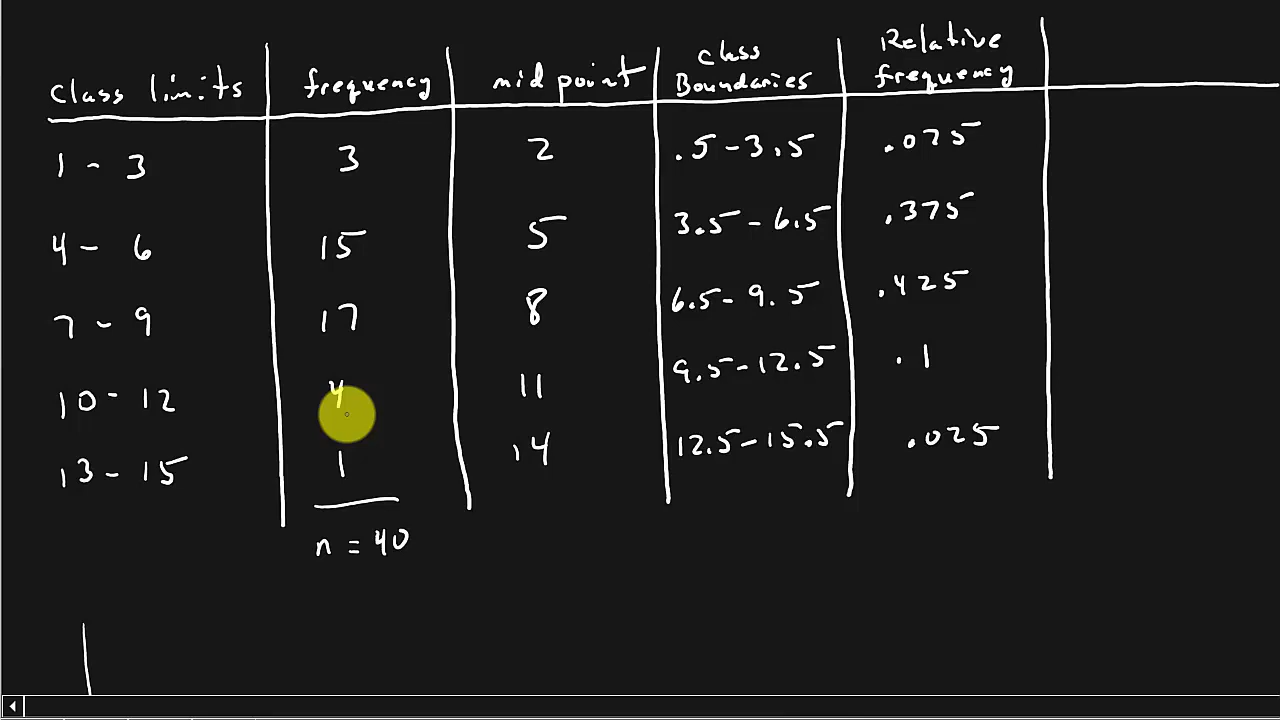 class limits frequency midpoint class Boundaries Relative frequency
1 - 3 3 2 .5-3.5 .075
4 - 6 15 5 3.5-6.5 .375
7 - 9 17 8 6.5-9.5 .425
10 - 12 4 11 9.5-12.5 .1
13 - 15 1 14 12.5-15.5 .025
n = 40